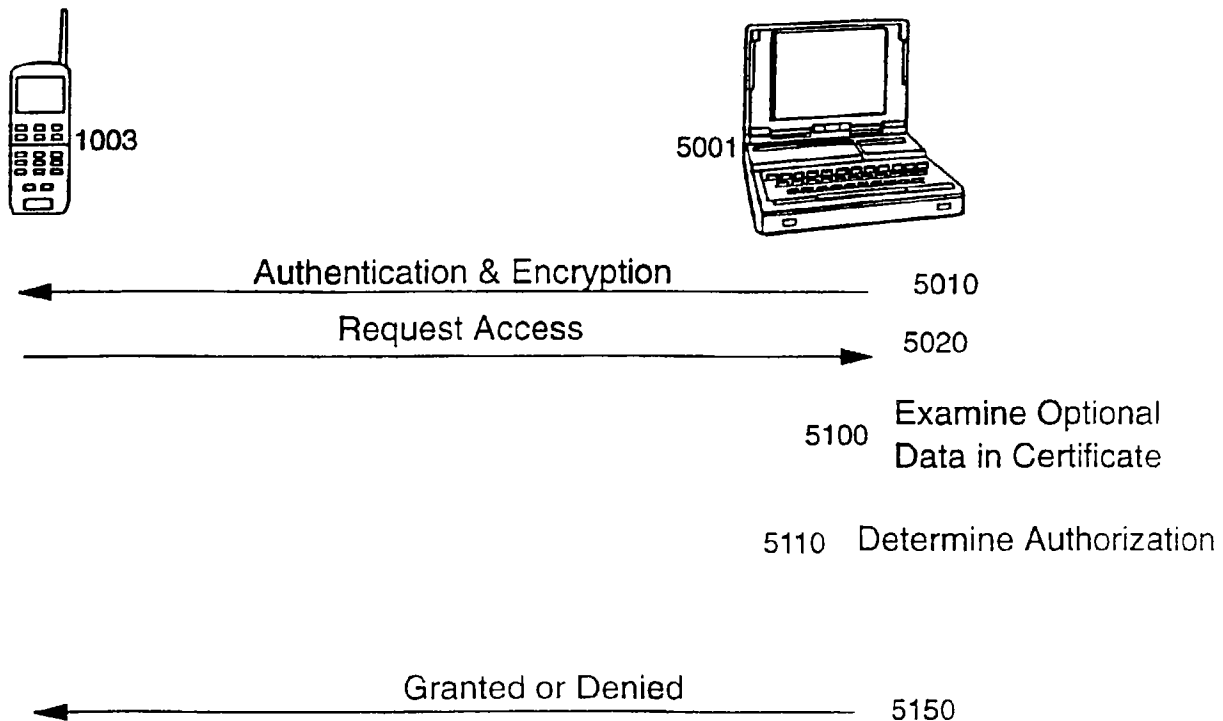 1003
5001
Authentication & Encryption 5010
Request Access 5020
5100 Examine Optional
Data in Certificate
5110 Determine Authorization
Granted or Denied 5150